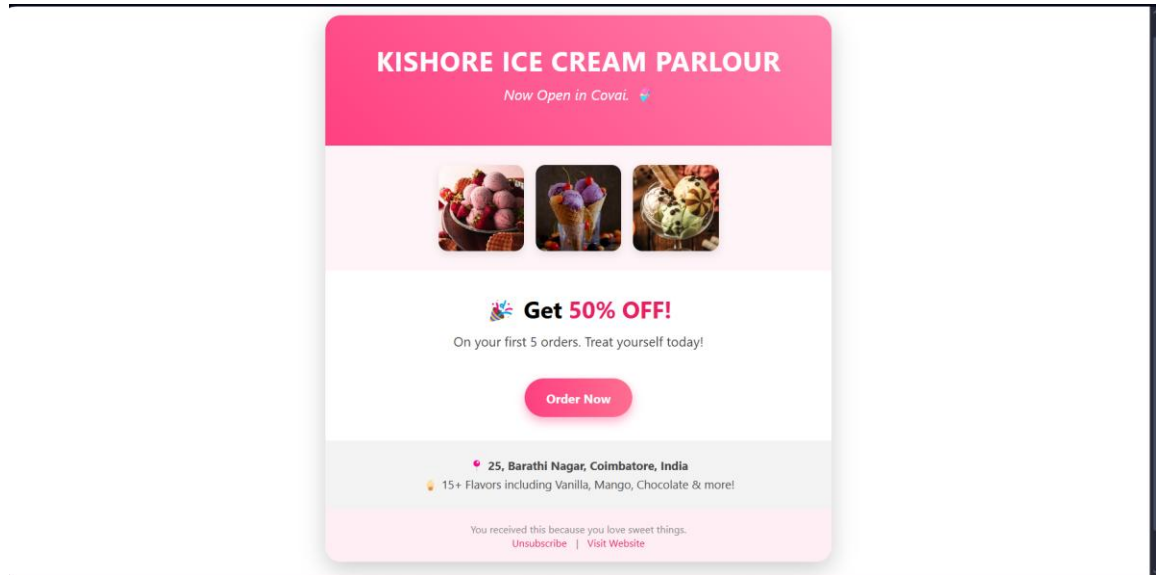 KISHORE ICE CREAM PARLOUR
Now Open in Covai. 🍨
🎉 Get 50% OFF!
On your first 5 orders. Treat yourself today!
Order Now
📍 25, Barathi Nagar, Coimbatore, India
🍦 15+ Flavors including Vanilla, Mango, Chocolate & more!
You received this because you love sweet things.
Unsubscribe | Visit Website